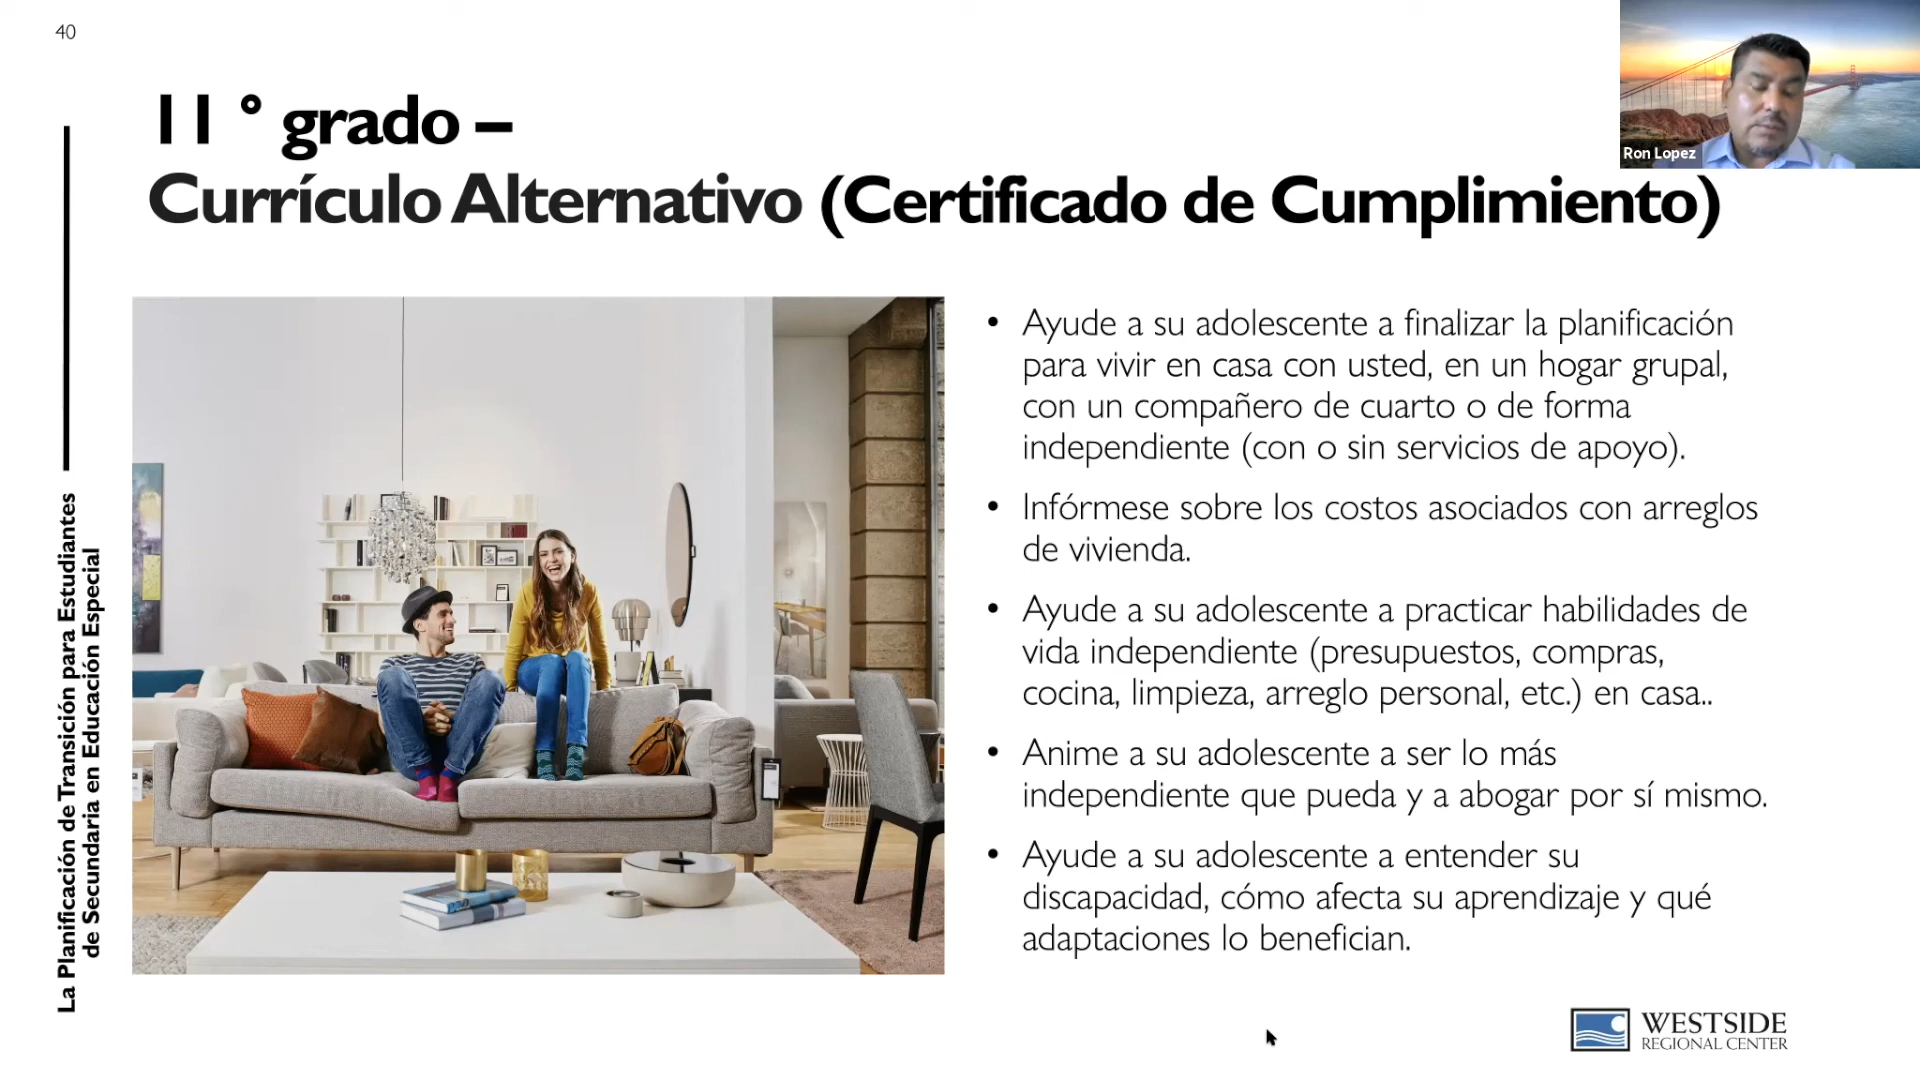 40
11 ° grado –
Currículo Alternativo (Certificado de Cumplimiento)
Ron Lopez
La Planificación de Transición para Estudiantes
de Secundaria en Educación Especial
• Ayude a su adolescente a finalizar la planificación
para vivir en casa con usted, en un hogar grupal,
con un compañero de cuarto o de forma
independiente (con o sin servicios de apoyo).
• Infórmese sobre los costos asociados con arreglos
de vivienda.
• Ayude a su adolescente a practicar habilidades de
vida independiente (presupuestos, compras,
cocina, limpieza, arreglo personal, etc.) en casa..
• Anime a su adolescente a ser lo más
independiente que pueda y a abogar por sí mismo.
• Ayude a su adolescente a entender su
discapacidad, cómo afecta su aprendizaje y qué
adaptaciones lo benefician.
WESTSIDE
REGIONAL CENTER